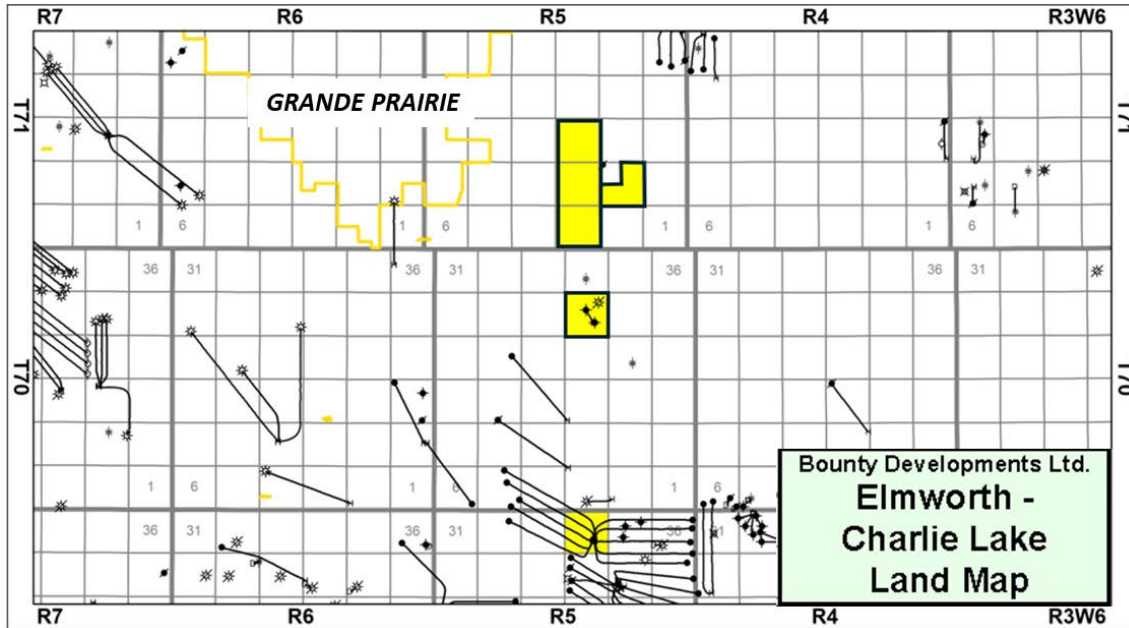 R7 R6 R5 R4 R3W6
GRANDE PRAIRIE
T71 T71
1 6 1 6 1 6 1 6
36 31 36 31 36 31 36 31
T70 T70
1 6 1 6 1 6
36 31 36 31 36 31
Bounty Developments Ltd.
Elmworth -
Charlie Lake
Land Map
R7 R6 R5 R4 R3W6